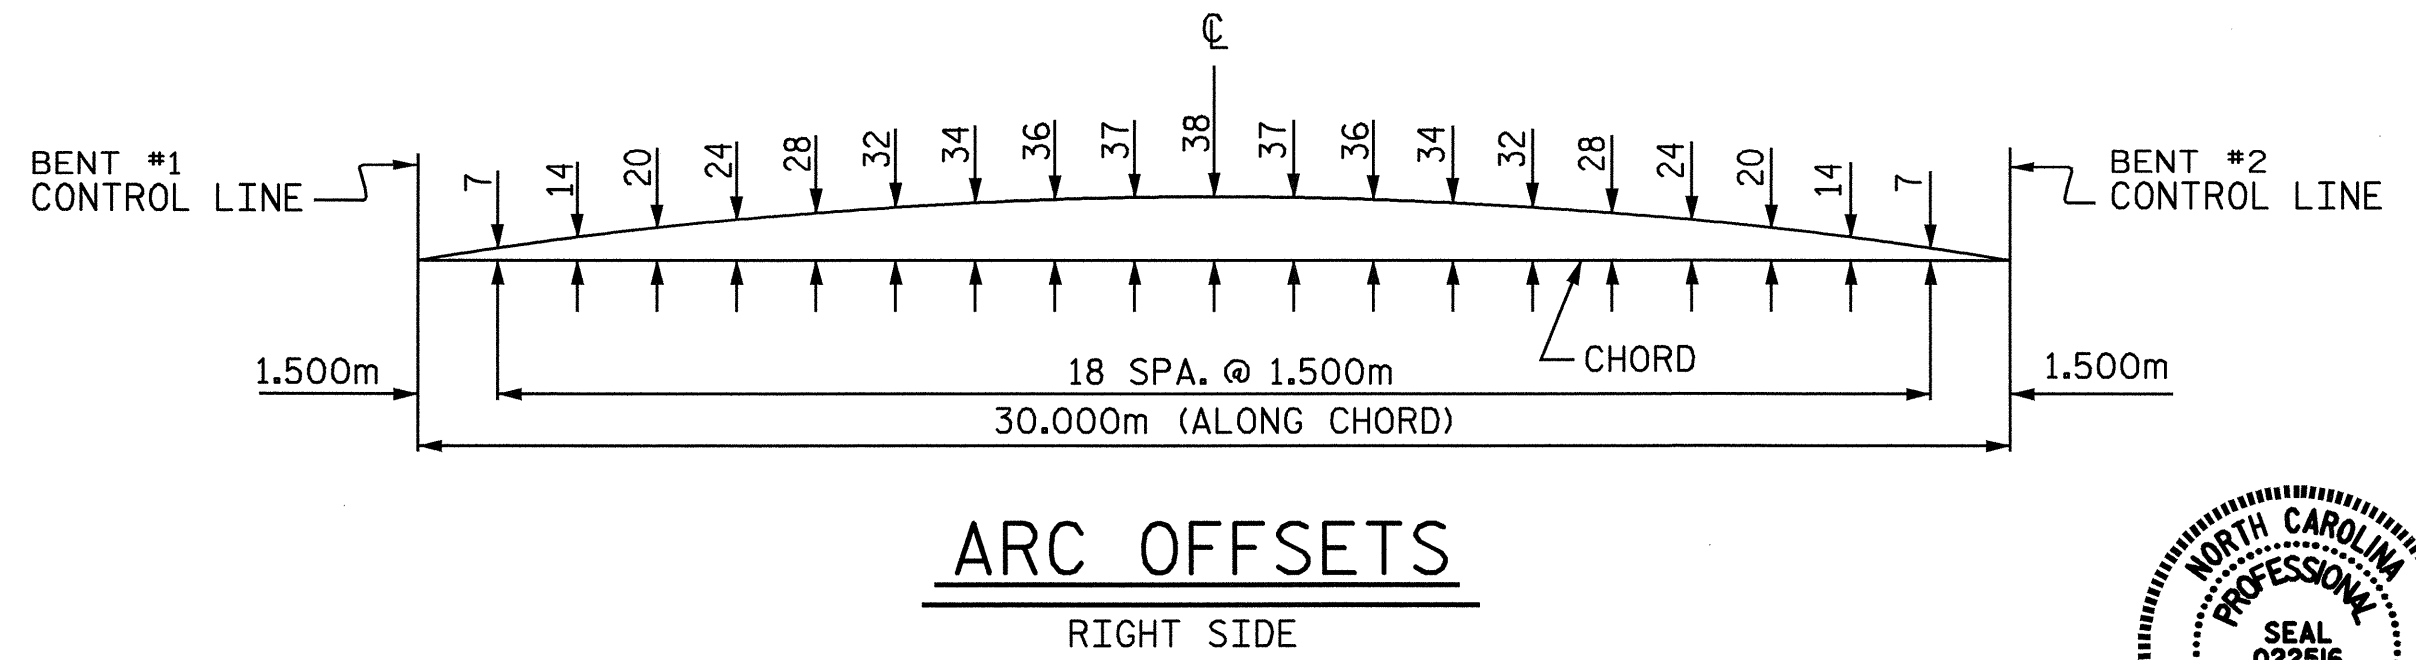 ℄
7 14 20 24 28 32 34 36 37 38 37 36 34 32 28 24 20 14 7
BENT #1
CONTROL LINE
BENT #2
CONTROL LINE
CHORD
1.500m
18 SPA. @ 1.500m
1.500m
30.000m (ALONG CHORD)
ARC OFFSETS
RIGHT SIDE
NORTH CAROLINA
PROFESSIONAL
SEAL
022516